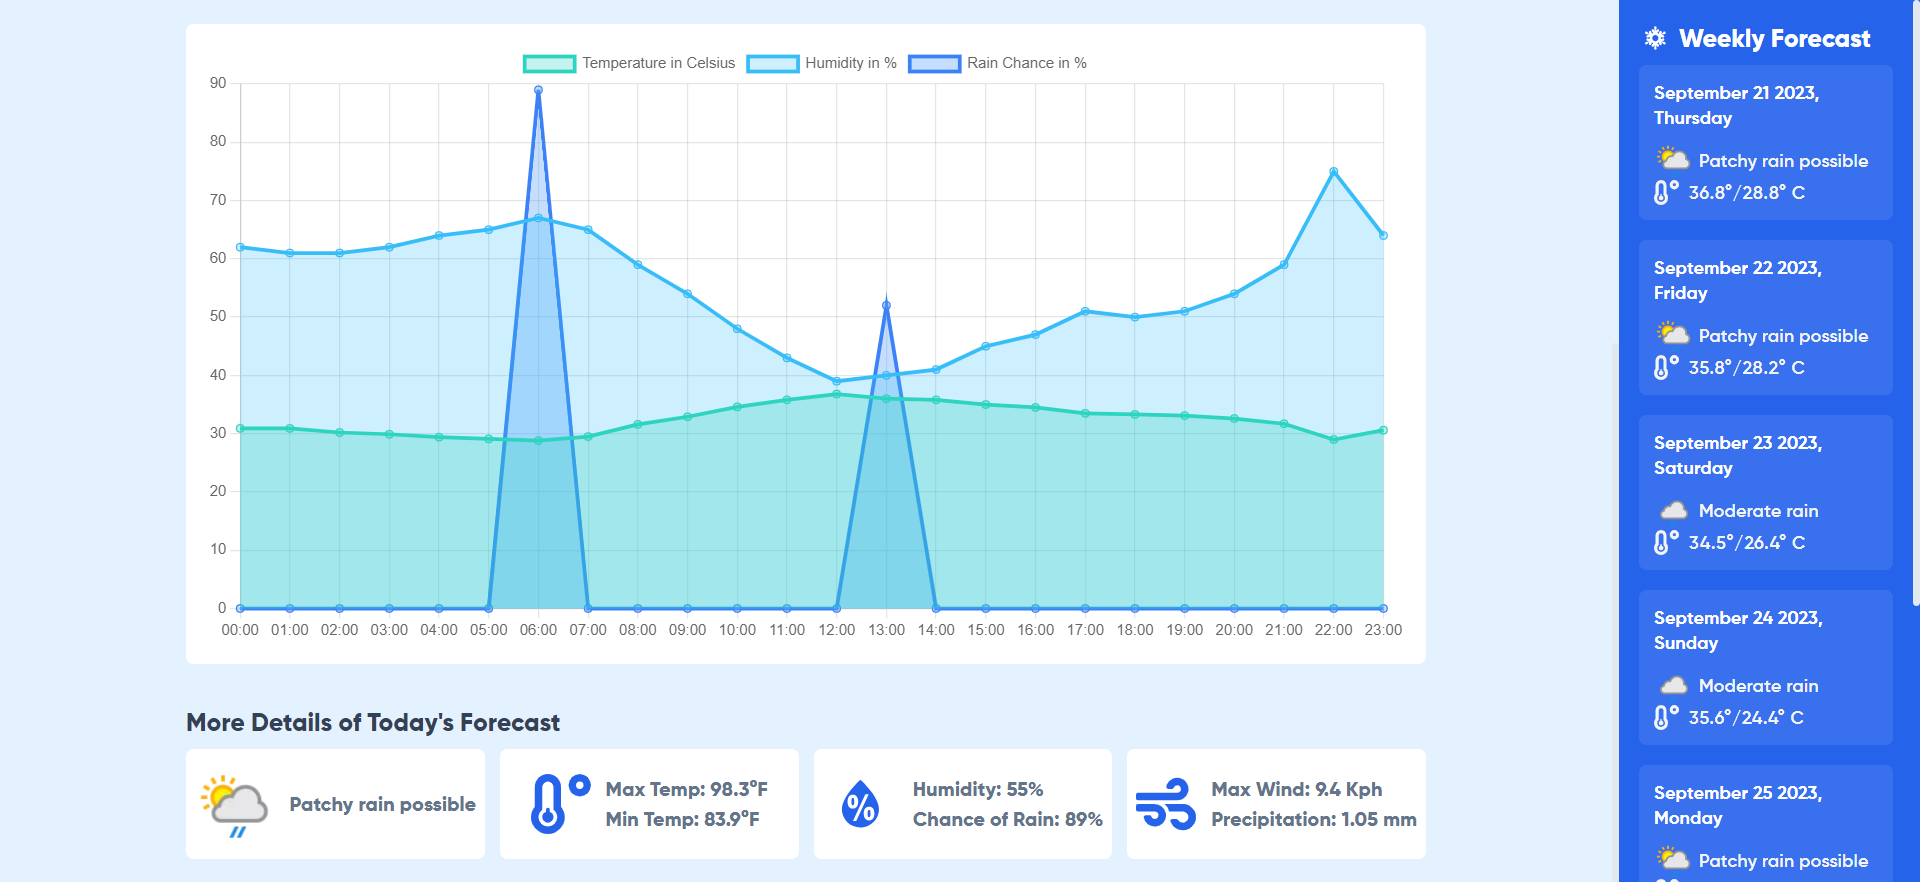 Temperature in Celsius Humidity in % Rain Chance in %
90
80
70
60
50
40
30
20
10
0
00:00 01:00 02:00 03:00 04:00 05:00 06:00 07:00 08:00 09:00 10:00 11:00 12:00 13:00 14:00 15:00 16:00 17:00 18:00 19:00 20:00 21:00 22:00 23:00
More Details of Today's Forecast
Patchy rain possible
Max Temp: 98.3°F
Min Temp: 83.9°F
%
Humidity: 55%
Chance of Rain: 89%
Max Wind: 9.4 Kph
Precipitation: 1.05 mm
Weekly Forecast
September 21 2023,
Thursday
Patchy rain possible
36.8°/28.8° C
September 22 2023,
Friday
Patchy rain possible
35.8°/28.2° C
September 23 2023,
Saturday
Moderate rain
34.5°/26.4° C
September 24 2023,
Sunday
Moderate rain
35.6°/24.4° C
September 25 2023,
Monday
Patchy rain possible